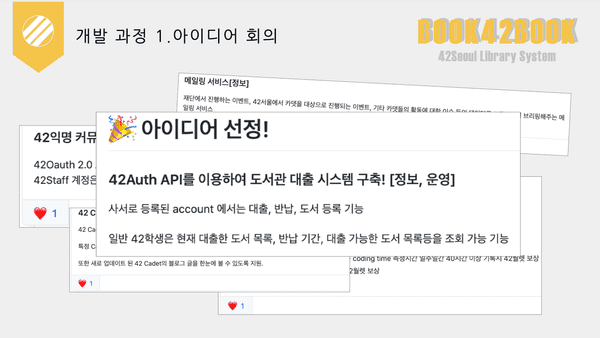 개발 과정 1.아이디어 회의
BOOK42BOOK
42Seoul Library System
메일링 서비스[정보]
재단에서 진행하는 이벤트, 42서울에서 카뎃을 대상으로 진행되는 이벤트, 기타 카뎃들의 활동에 대한
브리핑해주는 메
일링 서비스
42익명 커뮤
42Oauth 2.0
42Staff 계정은
1
🎉 아이디어 선정!
42Auth API를 이용하여 도서관 대출 시스템 구축! [정보, 운영]
사서로 등록된 account 에서는 대출, 반납, 도서 등록 기능
일반 42학생은 현재 대출한 도서 목록, 반납 기간, 대출 가능한 도서 목록등을 조회 가능 기능
42 C
42 Ca
특정 C
또한 새로 업데이트 된 42 Cadet의 블로그 글을 한눈에 볼 수 있도록 지원.
1
coding time 측정시간 일주일간 40시간 이상 기록시 42월렛 보상
2월렛 보상
1